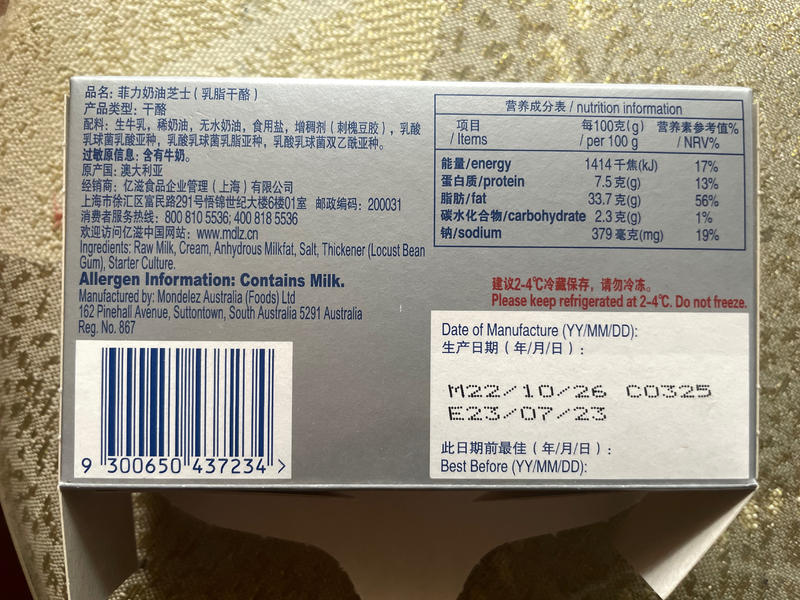 品名: 菲力奶油芝士（乳脂干酪）
产品类型: 干酪
配料: 生牛乳，稀奶油，无水奶油，食用盐，增稠剂（刺槐豆胶），乳酸
乳球菌乳酸亚种，乳酸乳球菌乳脂亚种，乳酸乳球菌双乙酰亚种。
过敏原信息: 含有牛奶。
原产国: 澳大利亚
经销商: 亿滋食品企业管理（上海）有限公司
上海市徐汇区富民路291号悟锦世纪大楼6楼01室 邮政编码: 200031
消费者服务热线: 800 810 5536; 400 818 5536
欢迎访问亿滋中国网站: www.mdlz.cn
Ingredients: Raw Milk, Cream, Anhydrous Milkfat, Salt, Thickener (Locust Bean
Gum), Starter Culture.
Allergen Information: Contains Milk.
Manufactured by: Mondelez Australia (Foods) Ltd
162 Pinehall Avenue, Suttontown, South Australia 5291 Australia
Reg. No. 867
9 300650 437234 >
营养成分表 / nutrition information
项目 每100克(g) 营养素参考值%
/ Items / per 100 g / NRV%
能量/energy 1414 千焦(kJ) 17%
蛋白质/protein 7.5 克(g) 13%
脂肪/fat 33.7 克(g) 56%
碳水化合物/carbohydrate 2.3 克(g) 1%
钠/sodium 379 毫克(mg) 19%
建议2-4℃冷藏保存，请勿冷冻。
Please keep refrigerated at 2-4℃. Do not freeze.
Date of Manufacture (YY/MM/DD):
生产日期（年/月/日）:
M22/10/26 C0325
E23/07/23
此日期前最佳（年/月/日）:
Best Before (YY/MM/DD):